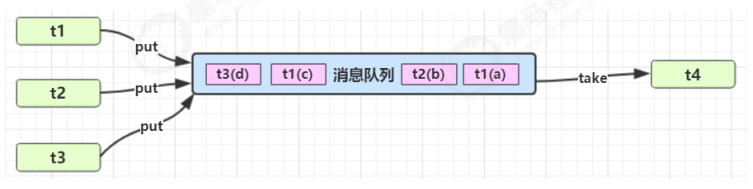 t1
put
t2
put
t3
put
t3(d) t1(c) 消息队列 t2(b) t1(a)
take
t4